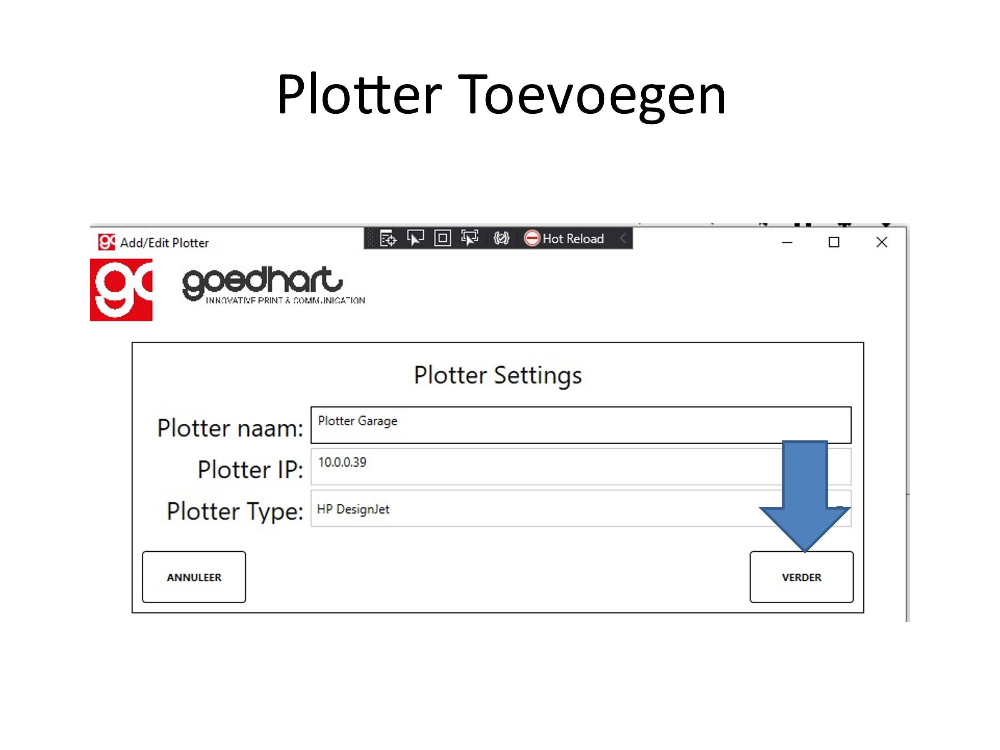 Plotter Toevoegen
Add/Edit Plotter
Hot Reload
goedhart
INNOVATIVE PRINT & COMMUNICATION
Plotter Settings
Plotter naam: Plotter Garage
Plotter IP: 10.0.0.39
Plotter Type: HP DesignJet
ANNULEER VERDER